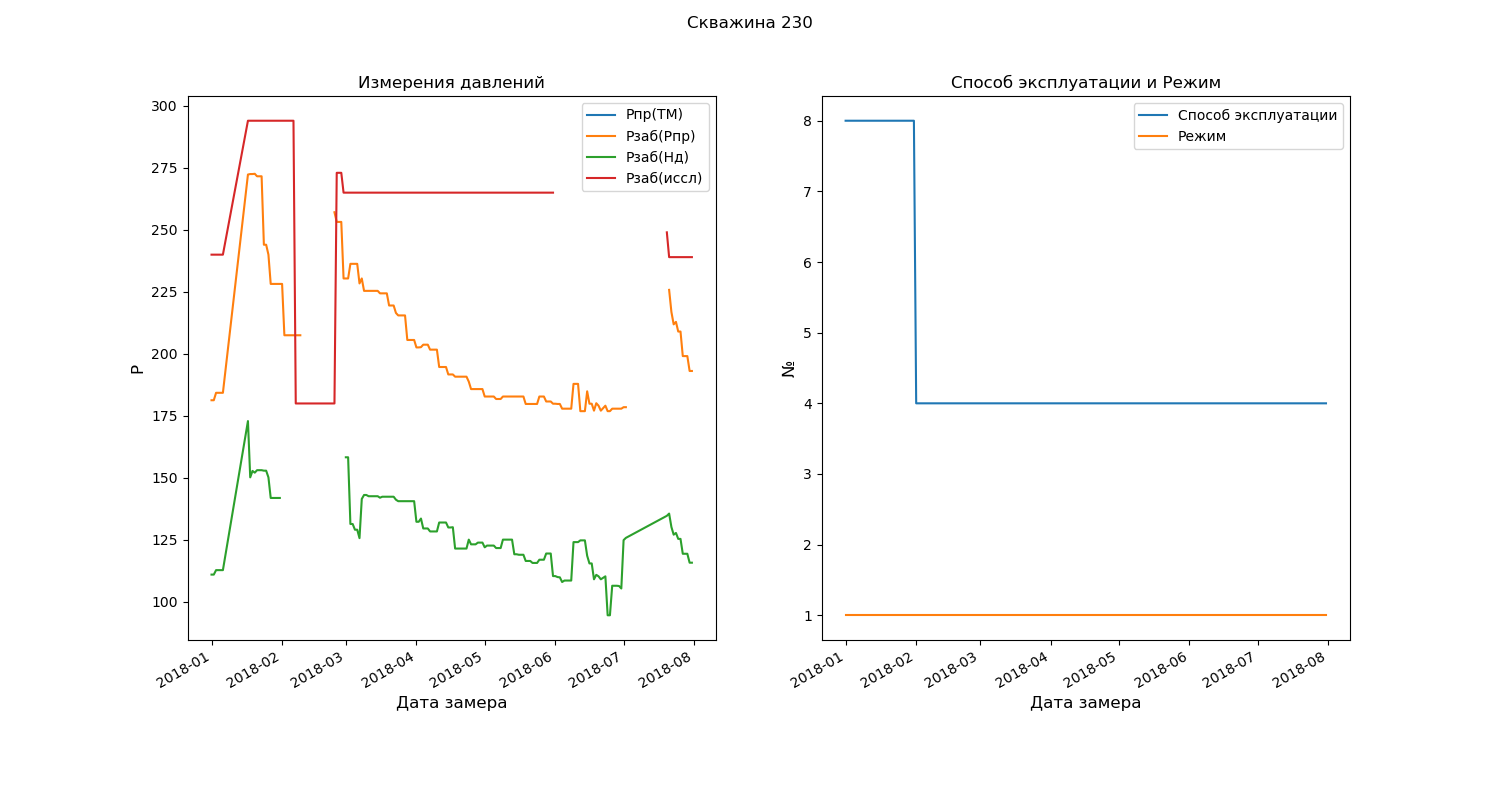 Скважина 230
Измерения давлений
300
275
250
225
200
175
150
125
100
P
Рпр(ТМ)
Рзаб(Рпр)
Рзаб(Нд)
Рзаб(иссл)
2018-01
2018-02
2018-03
2018-04
2018-05
2018-06
2018-07
2018-08
Дата замера
Способ эксплуатации и Режим
8
7
6
5
4
3
2
1
№
Способ эксплуатации
Режим
2018-01
2018-02
2018-03
2018-04
2018-05
2018-06
2018-07
2018-08
Дата замера